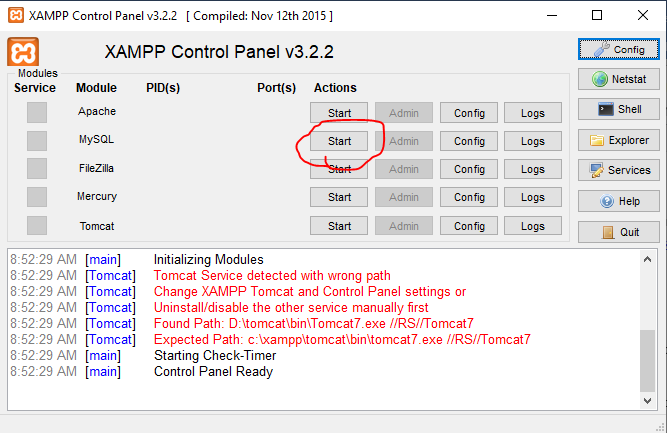 XAMPP Control Panel v3.2.2 [ Compiled: Nov 12th 2015 ]
XAMPP Control Panel v3.2.2
Config
Modules
Service Module PID(s) Port(s) Actions
Netstat
Apache Start Admin Config Logs
Shell
MySQL Start Admin Config Logs
Explorer
FileZilla Start Admin Config Logs
Services
Mercury Start Admin Config Logs
Help
Tomcat Start Admin Config Logs
Quit
8:52:29 AM [main] Initializing Modules
8:52:29 AM [Tomcat] Tomcat Service detected with wrong path
8:52:29 AM [Tomcat] Change XAMPP Tomcat and Control Panel settings or
8:52:29 AM [Tomcat] Uninstall/disable the other service manually first
8:52:29 AM [Tomcat] Found Path: D:\tomcat\bin\Tomcat7.exe //RS//Tomcat7
8:52:29 AM [Tomcat] Expected Path: c:\xampp\tomcat\bin\tomcat7.exe //RS//Tomcat7
8:52:29 AM [main] Starting Check-Timer
8:52:29 AM [main] Control Panel Ready